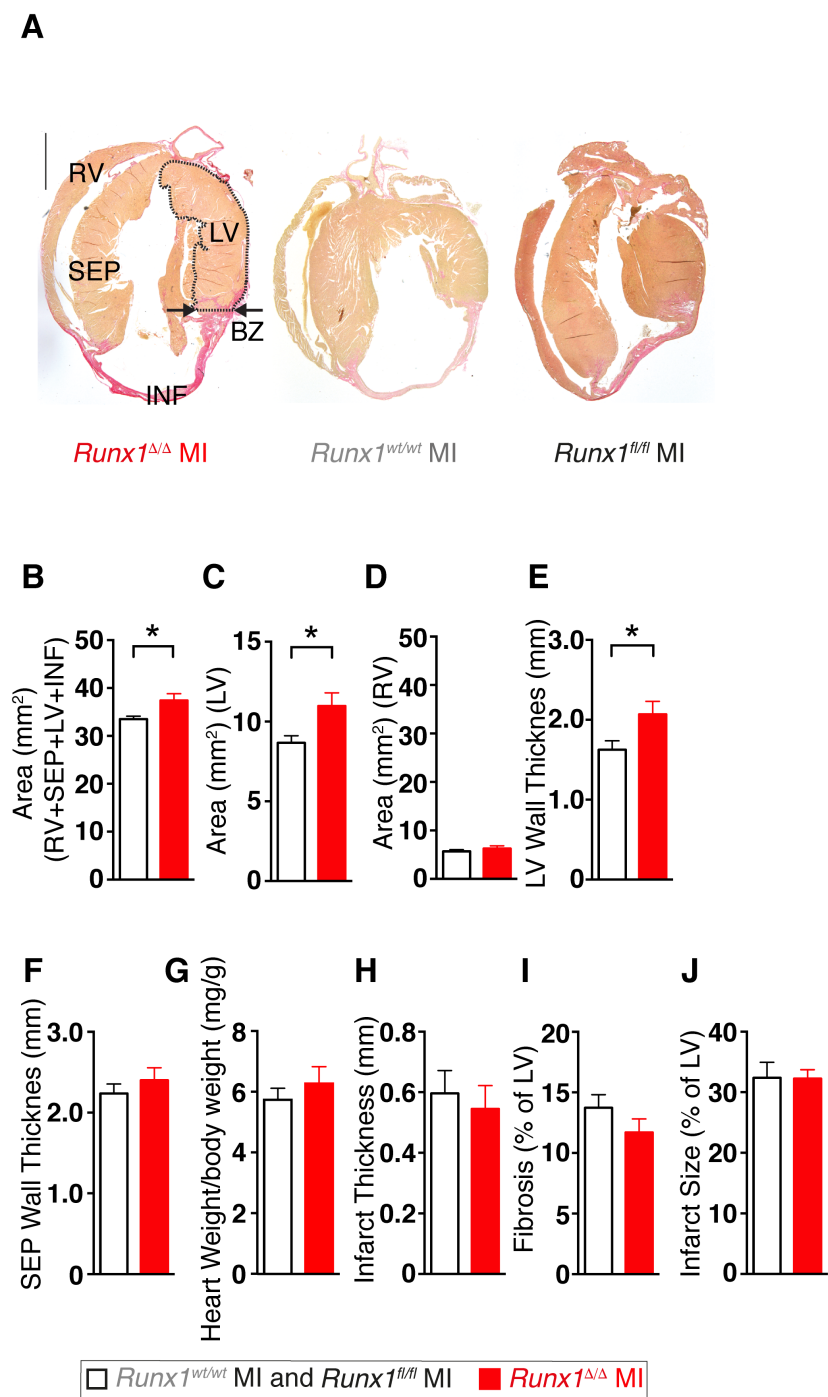 A
RV
LV
SEP
BZ
INF
Runx1Δ/Δ MI
Runx1wt/wt MI
Runx1fl/fl MI
B
Area (mm2)
(RV+SEP+LV+INF)
50
40
30
20
10
0
*
C
Area (mm2) (LV)
15
10
5
0
*
D
Area (mm2) (RV)
50
40
30
20
10
0
E
LV Wall Thicknes (mm)
3.0
2.0
1.0
0
*
F
SEP Wall Thicknes (mm)
3.0
2.0
1.0
0
G
Heart Weight/body weight (mg/g)
8
6
4
2
0
H
Infarct Thickness (mm)
0.8
0.6
0.4
0.2
0
I
Fibrosis (% of LV)
20
15
10
5
0
J
Infarct Size (% of LV)
40
30
20
10
0
Runx1wt/wt MI and Runx1fl/fl MI
Runx1Δ/Δ MI